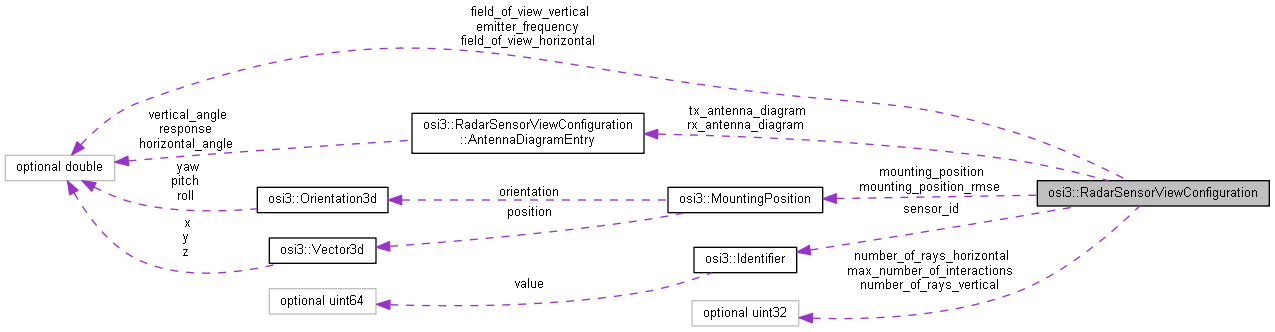 field_of_view_vertical
emitter_frequency
field_of_view_horizontal
vertical_angle
response
horizontal_angle
osi3::RadarSensorViewConfiguration
::AntennaDiagramEntry
tx_antenna_diagram
rx_antenna_diagram
optional double
yaw
pitch
roll
osi3::Orientation3d
orientation
osi3::MountingPosition
mounting_position
mounting_position_rmse
osi3::RadarSensorViewConfiguration
position
sensor_id
x
y
z
osi3::Vector3d
osi3::Identifier
number_of_rays_horizontal
max_number_of_interactions
number_of_rays_vertical
value
optional uint64
optional uint32